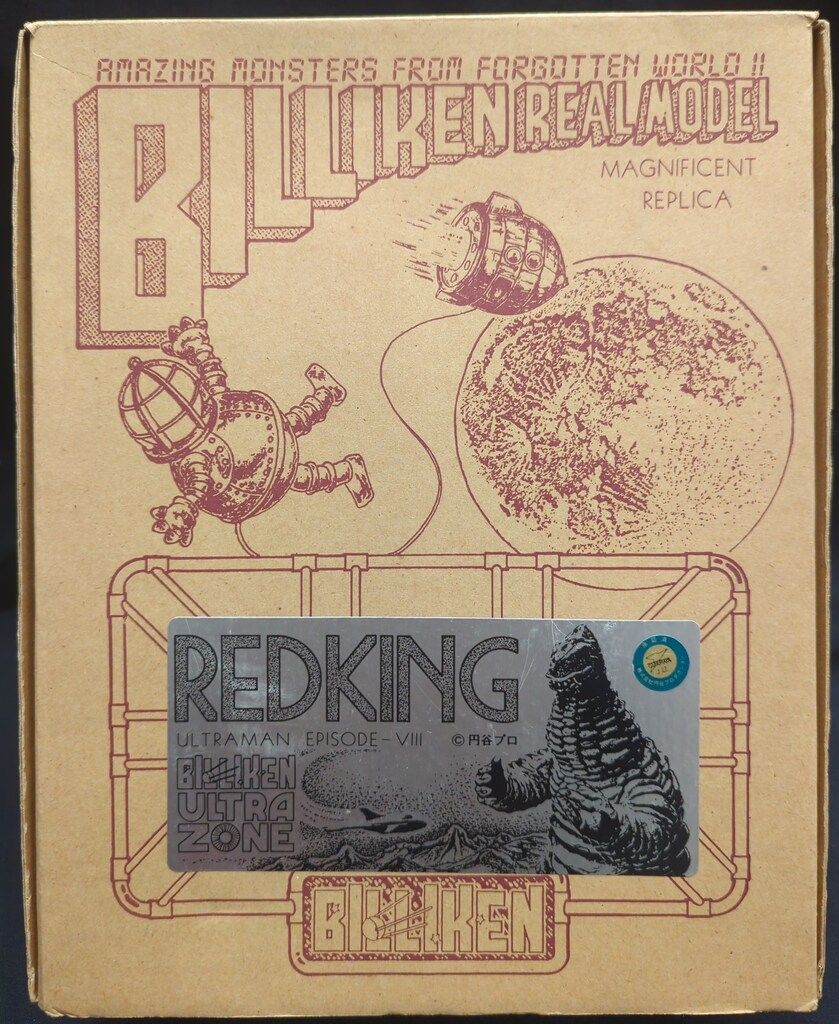 AMAZING MONSTERS FROM FORGOTTEN WORLD !!
BILLIKEN REAL MODEL
MAGNIFICENT
REPLICA
REDKING
ULTRAMAN EPISODE-VIII ©円谷プロ
BILLIKEN
ULTRA
ZONE
BILLIKEN